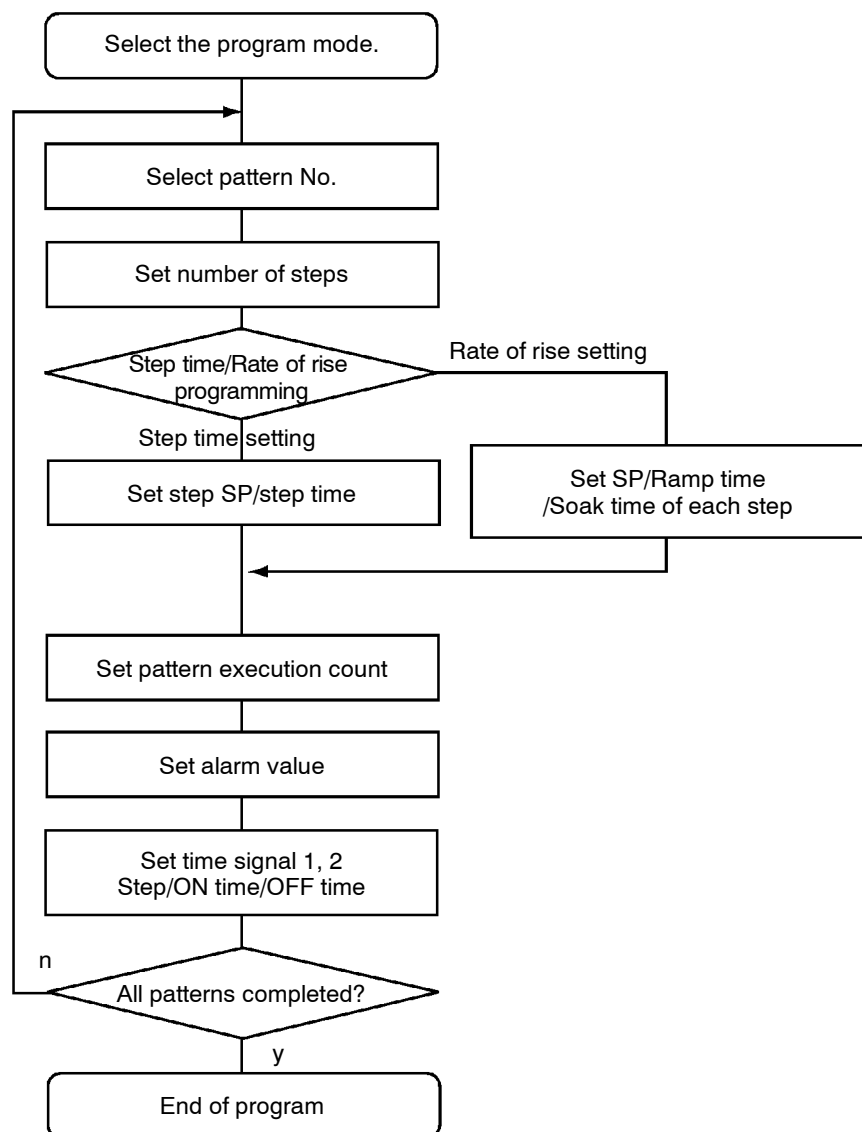 Select the program mode.
Select pattern No.
Set number of steps
Step time/Rate of rise
programming
Rate of rise setting
Step time setting
Set step SP/step time
Set SP/Ramp time
/Soak time of each step
Set pattern execution count
Set alarm value
Set time signal 1, 2
Step/ON time/OFF time
n
All patterns completed?
y
End of program